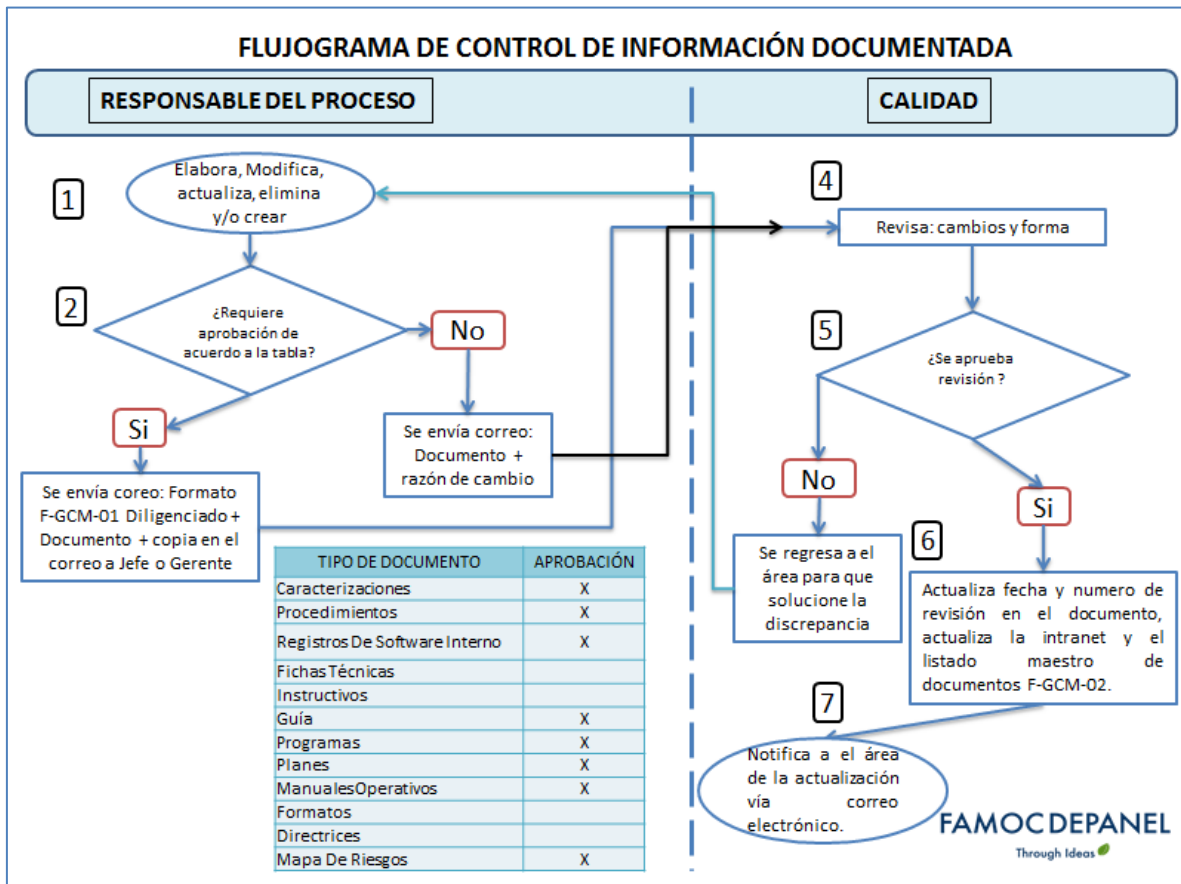 FLUJOGRAMA DE CONTROL DE INFORMACIÓN DOCUMENTADA
RESPONSABLE DEL PROCESO
CALIDAD
1
Elabora, Modifica,
actualiza, elimina
y/o crear
2
¿Requiere
aprobación de
acuerdo a la tabla?
No
Si
Se envía correo:
Documento +
razón de cambio
Se envía coreo: Formato
F-GCM-01 Diligenciado +
Documento + copia en el
correo a Jefe o Gerente
TIPO DE DOCUMENTO APROBACIÓN
Caracterizaciones X
Procedimientos X
Registros De Software Interno X
Fichas Técnicas
Instructivos
Guía X
Programas X
Planes X
Manuales Operativos X
Formatos
Directrices
Mapa De Riesgos X
4
Revisa: cambios y forma
5
¿Se aprueba
revisión ?
No
Si
Se regresa a el
área para que
solucione la
discrepancia
6
Actualiza fecha y numero de
revisión en el documento,
actualiza la intranet y el
listado maestro de
documentos F-GCM-02.
7
Notifica a el área
de la actualización
vía correo
electrónico.
FAMOCDEPANEL
Through Ideas